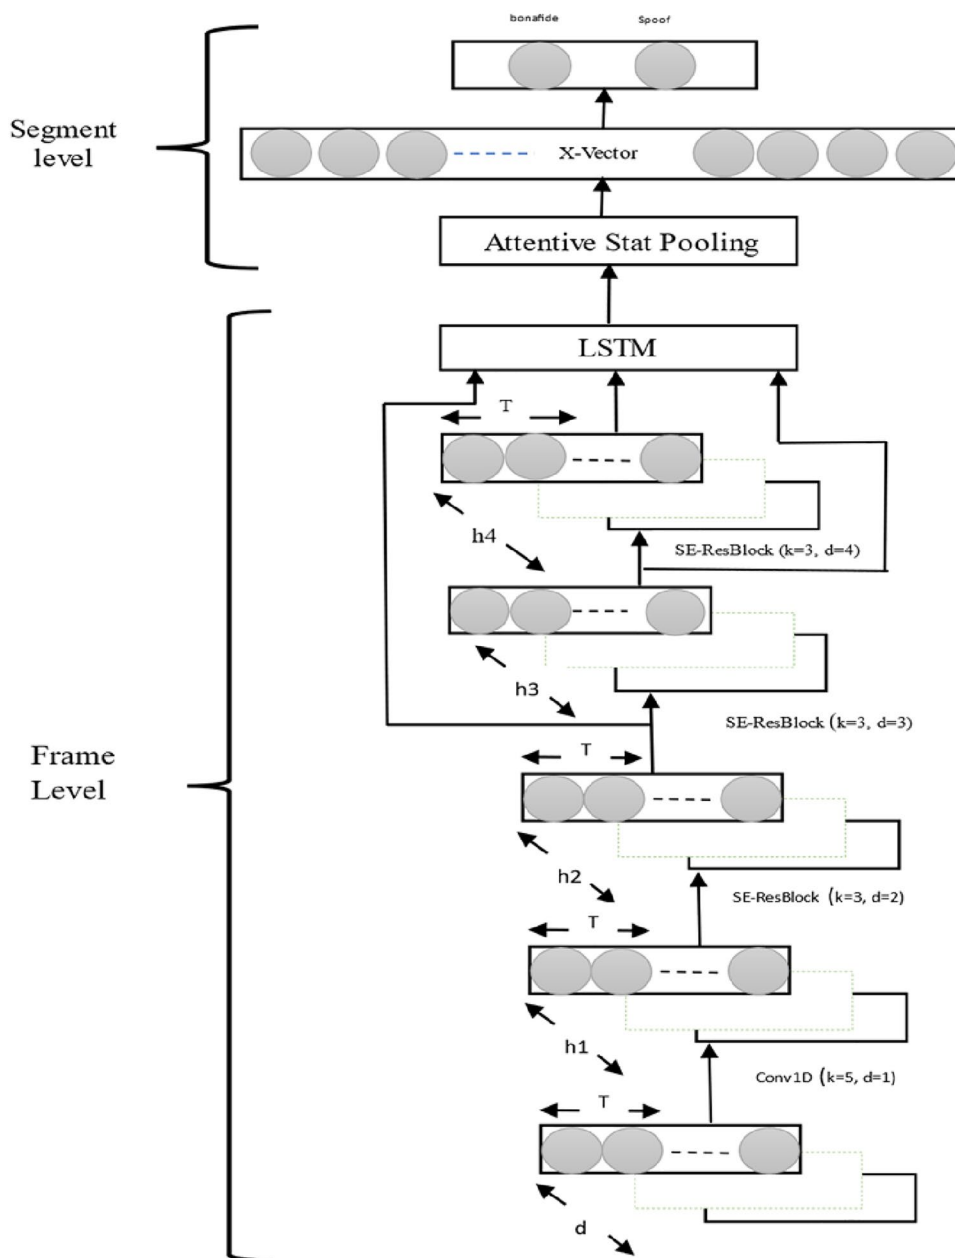 bonafide Spoof
Segment
level
X-Vector
Attentive Stat Pooling
LSTM
T
h4
SE-ResBlock (k=3, d=4)
h3
SE-ResBlock (k=3, d=3)
Frame
Level
T
h2
SE-ResBlock (k=3, d=2)
T
h1
Conv1D (k=5, d=1)
T
d